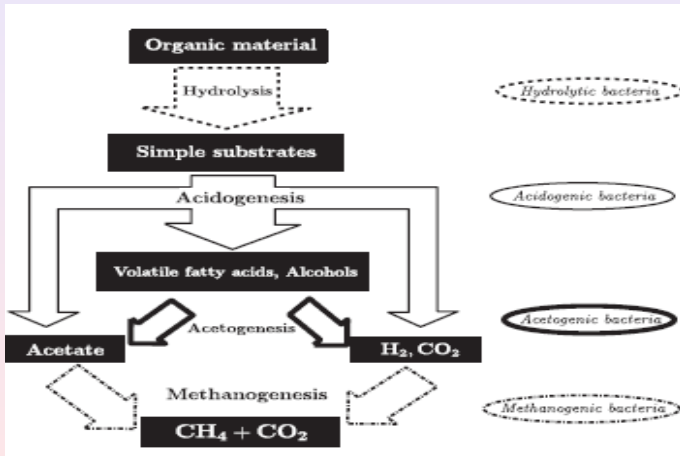 Organic material
Hydrolysis
Hydrolytic bacteria
Simple substrates
Acidogenesis
Acidogenic bacteria
Volatile fatty acids, Alcohols
Acetogenesis
Acetogenic bacteria
Acetate
H₂, CO₂
Methanogenesis
Methanogenic bacteria
CH₄ + CO₂